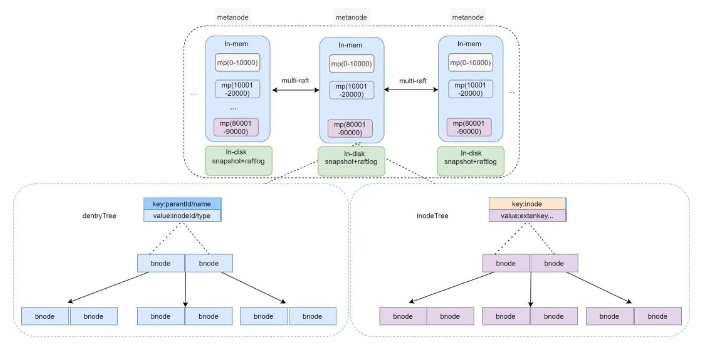 metanode
metanode
metanode
In-mem
In-mem
In-mem
mp(0-10000)
mp(0-10000)
mp(0-10000)
multi-raft
multi-raft
mp(10001
-20000)
mp(10001
-20000)
mp(10001
-20000)
...
...
....
mp(80001
-90000)
mp(80001
-90000)
mp(80001
-90000)
In-disk
snapshot+raftlog
In-disk
snapshot+raftlog
In-disk
snapshot+raftlog
dentryTree
key:parantId/name
value:inodeId/type
bnode
bnode
bnode
bnode
bnode
bnode
bnode
bnode
inodeTree
key:inode
value:extenkey...
bnode
bnode
bnode
bnode
bnode
bnode
bnode
bnode